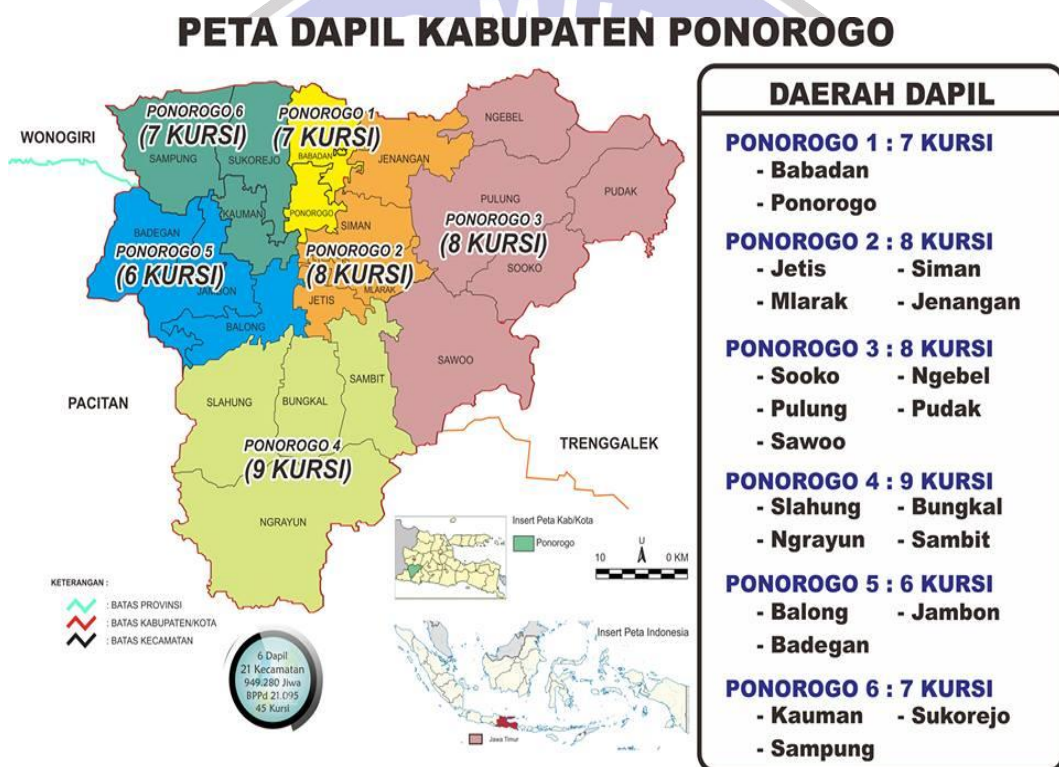 PETA DAPIL KABUPATEN PONOROGO
WONOGIRI
PONOROGO 6
(7 KURSI)
SAMPUNG
SUKOREJO
KAUMAN
PONOROGO 1
(7 KURSI)
BABADAN
PONOROGO
JENANGAN
SIMAN
PONOROGO 2
(8 KURSI)
MLARAK
JETIS
NGEBEL
PULUNG
PUDAK
PONOROGO 3
(8 KURSI)
SOOKO
SAWOO
BADEGAN
PONOROGO 5
(6 KURSI)
JAMBON
BALONG
PACITAN
SLAHUNG
BUNGKAL
SAMBIT
PONOROGO 4
(9 KURSI)
NGRAYUN
TRENGGALEK
Insert Peta Kab/Kota
Ponorogo
U
10
0 KM
KETERANGAN :
: BATAS PROVINSI
: BATAS KABUPATEN/KOTA
: BATAS KECAMATAN
6 Dapil
21 Kecamatan
949.280 Jiwa
BPPd 21.095
45 Kursi
Insert Peta Indonesia
Jawa Timur
DAERAH DAPIL
PONOROGO 1 : 7 KURSI
- Babadan
- Ponorogo
PONOROGO 2 : 8 KURSI
- Jetis - Siman
- Mlarak - Jenangan
PONOROGO 3 : 8 KURSI
- Sooko - Ngebel
- Pulung - Pudak
- Sawoo
PONOROGO 4 : 9 KURSI
- Slahung - Bungkal
- Ngrayun - Sambit
PONOROGO 5 : 6 KURSI
- Balong - Jambon
- Badegan
PONOROGO 6 : 7 KURSI
- Kauman - Sukorejo
- Sampung